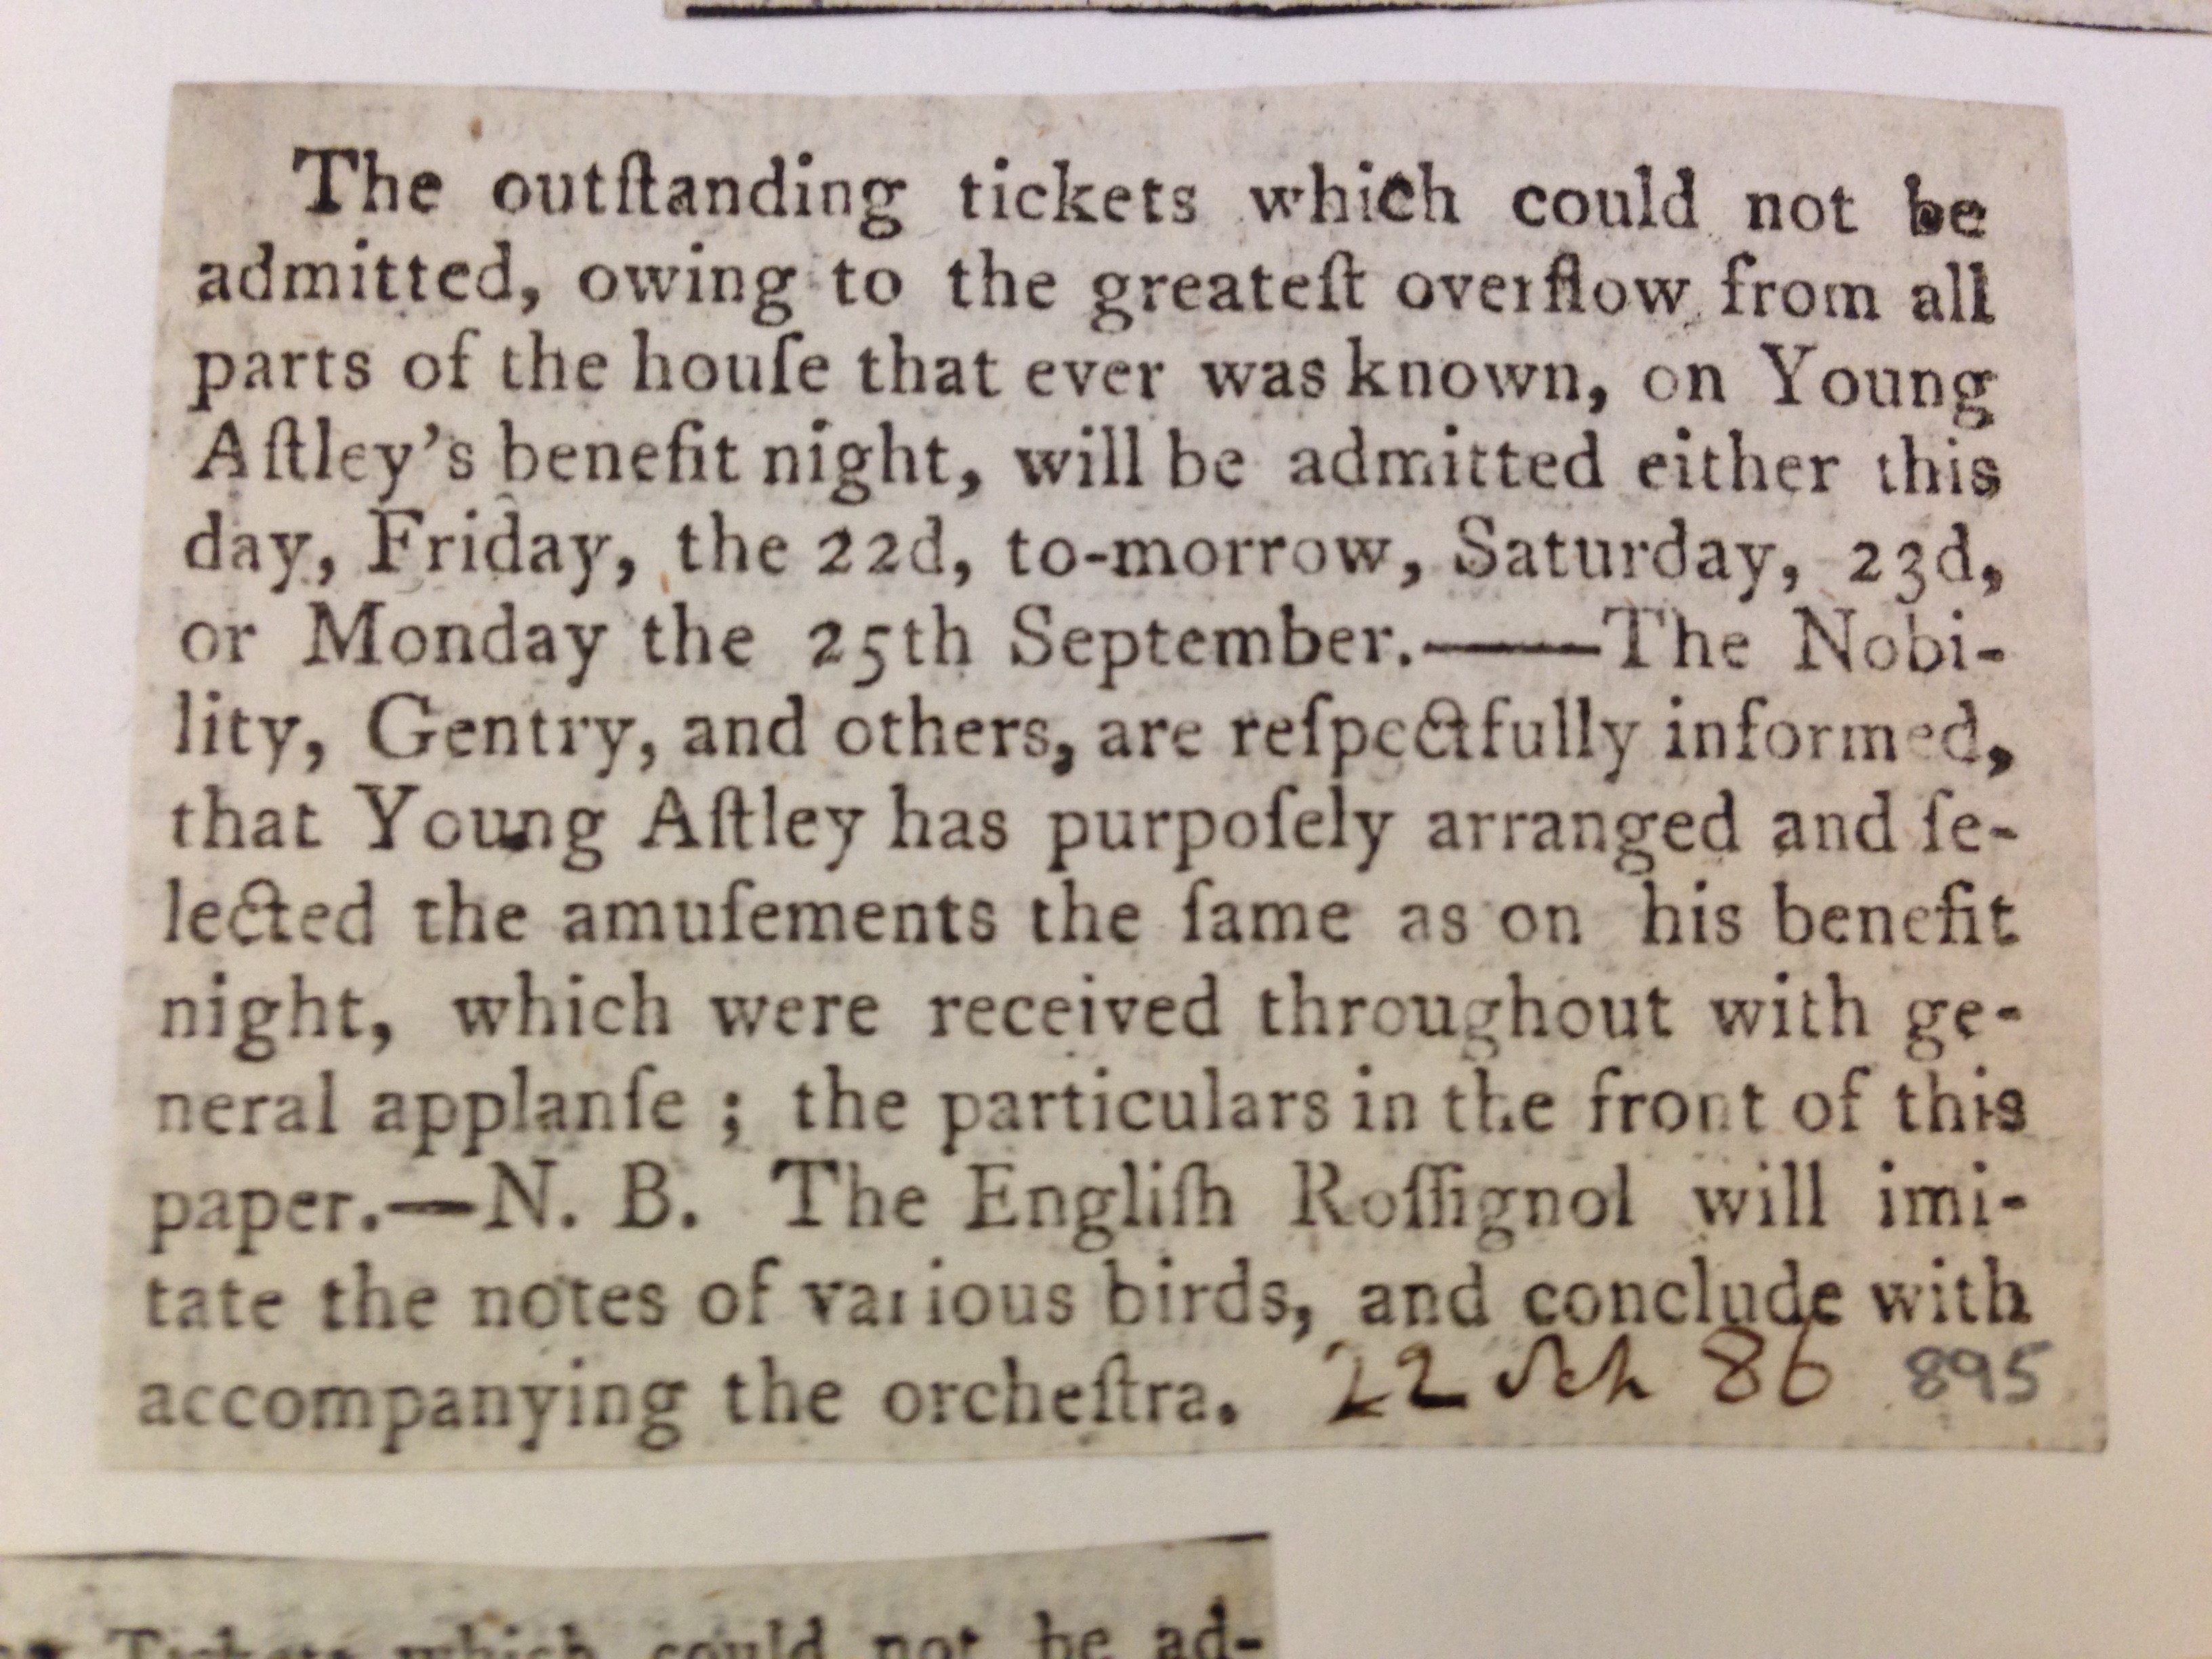 The outſtanding tickets which could not be
admitted, owing to the greateſt overflow from all
parts of the houſe that ever was known, on Young
Aſtley's benefit night, will be admitted either this
day, Friday, the 22d, to-morrow, Saturday, 23d,
or Monday the 25th September.——The Nobi-
lity, Gentry, and others, are reſpectfully informed,
that Young Aſtley has purpoſely arranged and ſe-
lected the amuſements the ſame as on his benefit
night, which were received throughout with ge-
neral applanſe ; the particulars in the front of this
paper.—N. B. The Engliſh Roſſignol will imi-
tate the notes of various birds, and conclude with
accompanying the orcheſtra. 22 86 895
Tickets which could not be ad-